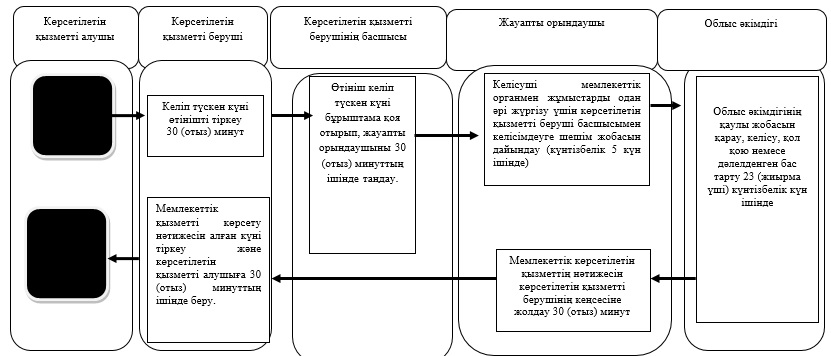 Көрсетілетін
қызметті алушы
Көрсетілетін
қызметті беруші
Көрсетілетін қызметті
берушінің басшысы
Жауапты орындаушы
Облыс әкімдігі
Келіп түскен күні
өтінішті тіркеу
30 (отыз) минут
Өтініш келіп
түскен күні
бұрыштама қоя
отырып, жауапты
орындаушыны 30
(отыз) минуттың
ішінде таңдау.
Келісуші мемлекеттік
органмен жұмыстарды одан
әрі жүргізу үшін көрсетілетін
қызметті беруші басшысымен
келісімдеуге шешім жобасын
дайындау (күнтізбелік 5 күн
ішінде)
Облыс әкімдігінің
қаулы жобасын
қарау, келісу, қол
қою немесе
дәлелденген бас
тарту 23 (жиырма
үші) күнтізбелік күн
ішінде
Мемлекеттік
қызметті көрсету
нәтижесін алған күні
тіркеу және
көрсетілетін
қызметті алушыға 30
(отыз) минуттың
ішінде беру.
Мемлекеттік көрсетілетін
қызметтің нәтижесін
көрсетілетін қызметті
берушінің кеңсесіне
жолдау 30 (отыз) минут